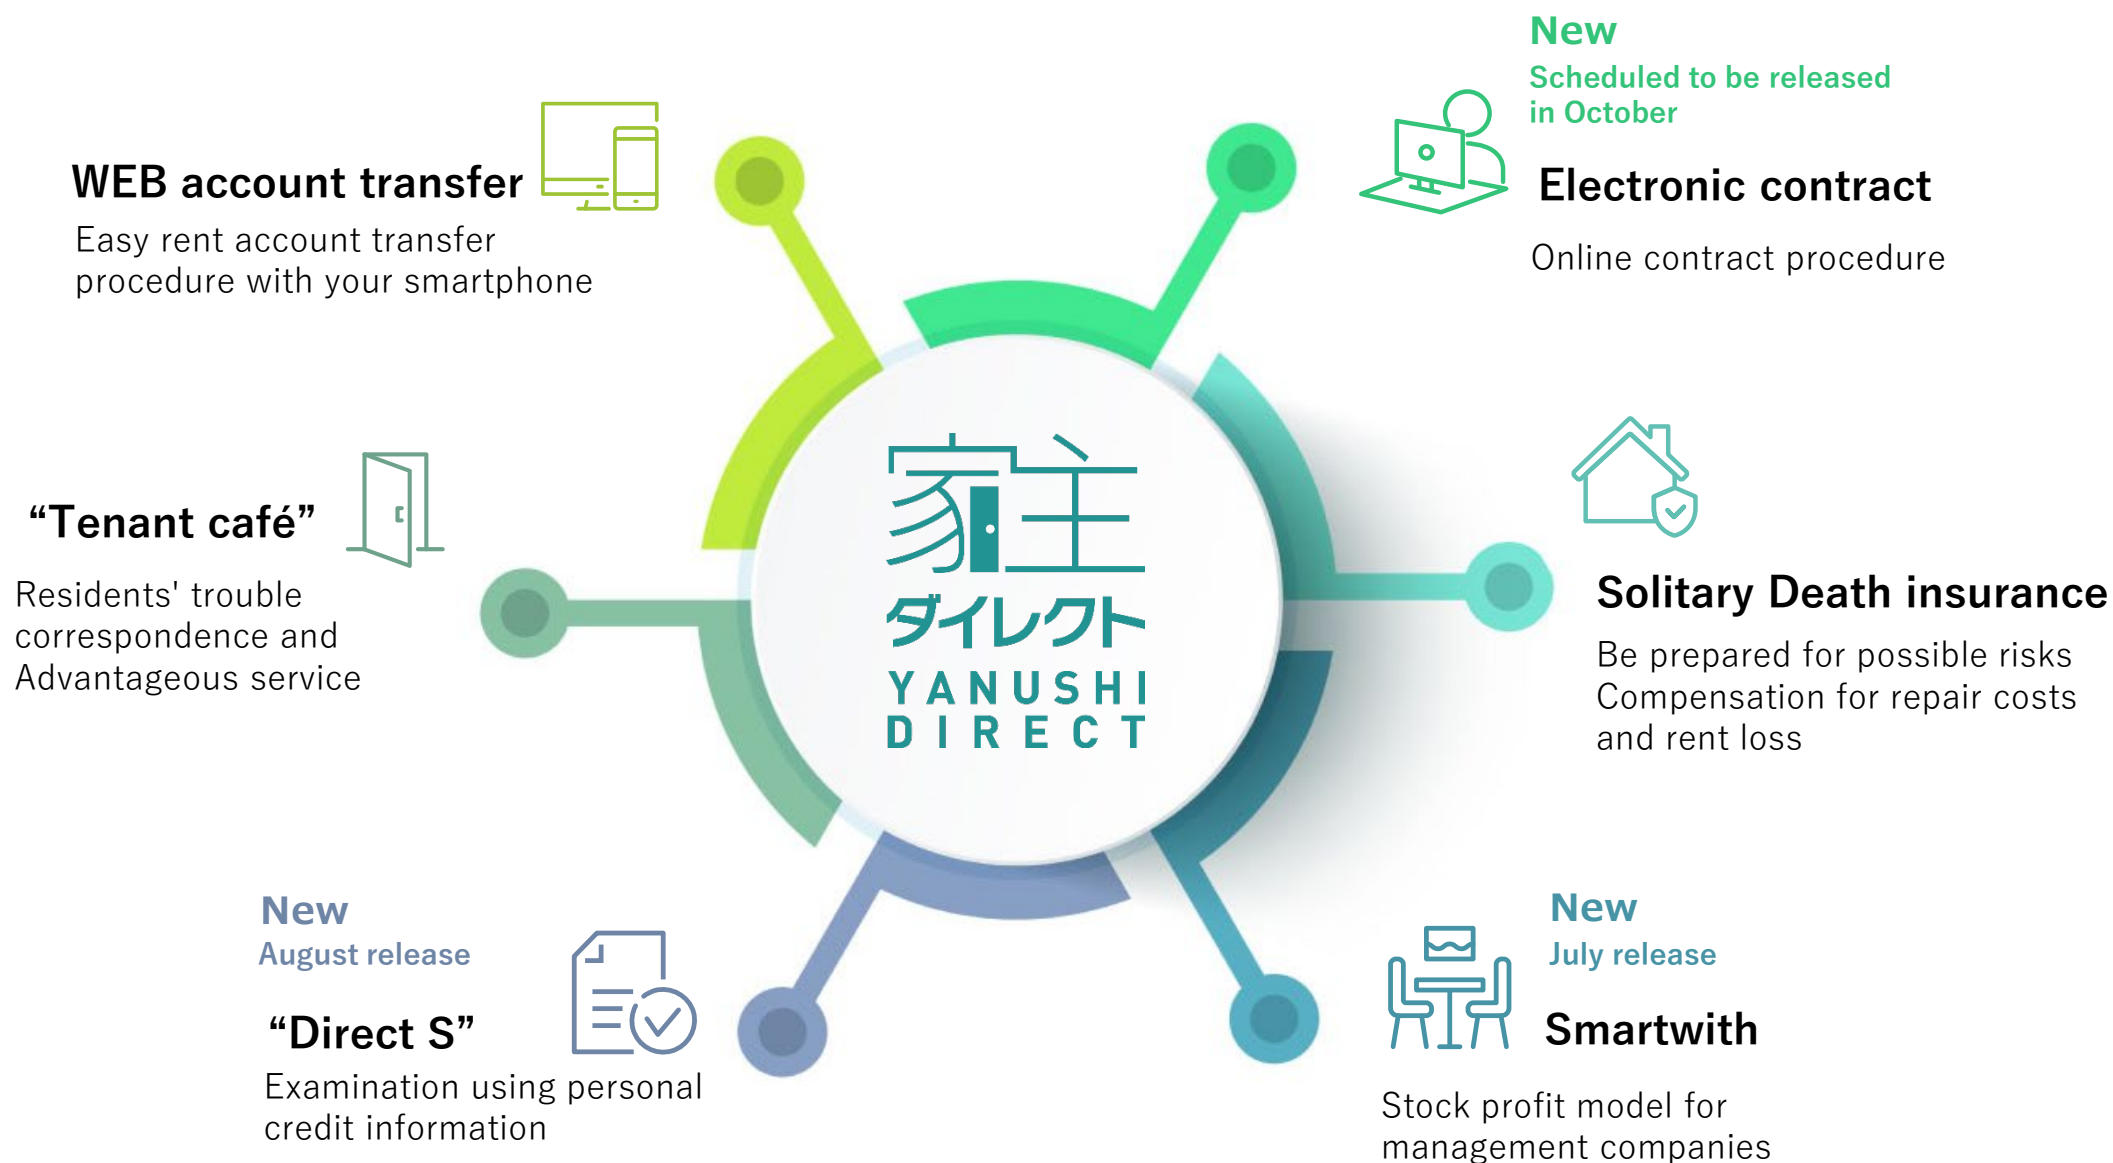 WEB account transfer
Easy rent account transfer
procedure with your smartphone
New
Scheduled to be released
in October
Electronic contract
Online contract procedure
“Tenant café”
Residents' trouble
correspondence and
Advantageous service
家主
ダイレクト
YANUSHI
DIRECT
Solitary Death insurance
Be prepared for possible risks
Compensation for repair costs
and rent loss
New
August release
“Direct S”
Examination using personal
credit information
New
July release
Smartwith
Stock profit model for
management companies